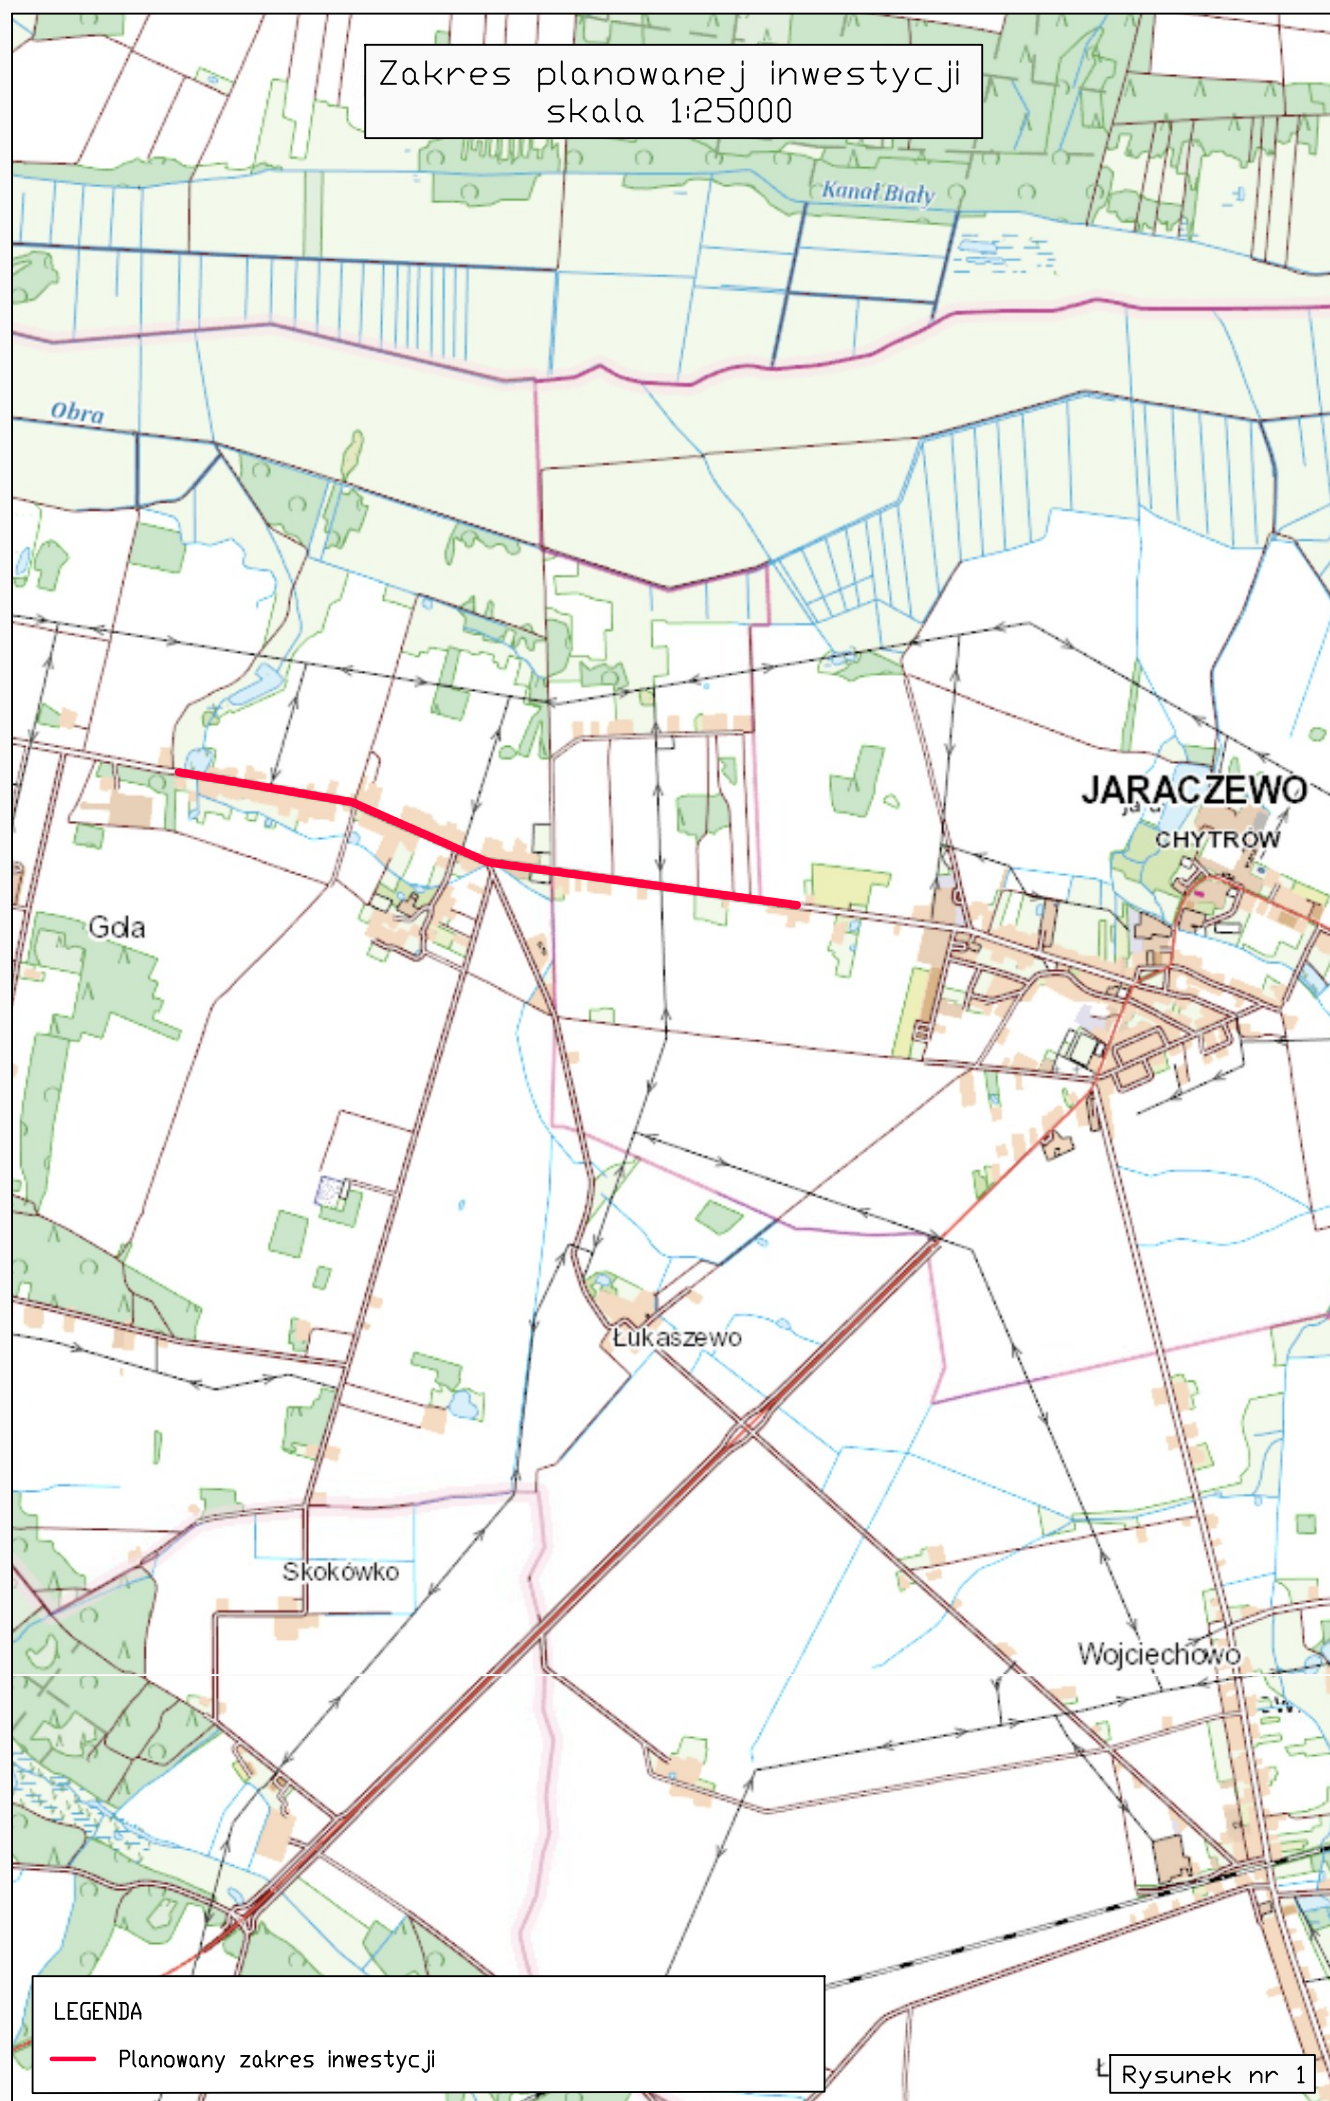 Zakres planowanej inwestycji
skala 1:25000
Kanał Biały
Obra
JARACZEWO
CHYTRÓW
Gola
Łukaszewo
Skokówko
Wojciechowo
LEGENDA
Planowany zakres inwestycji
Ł
Rysunek nr 1